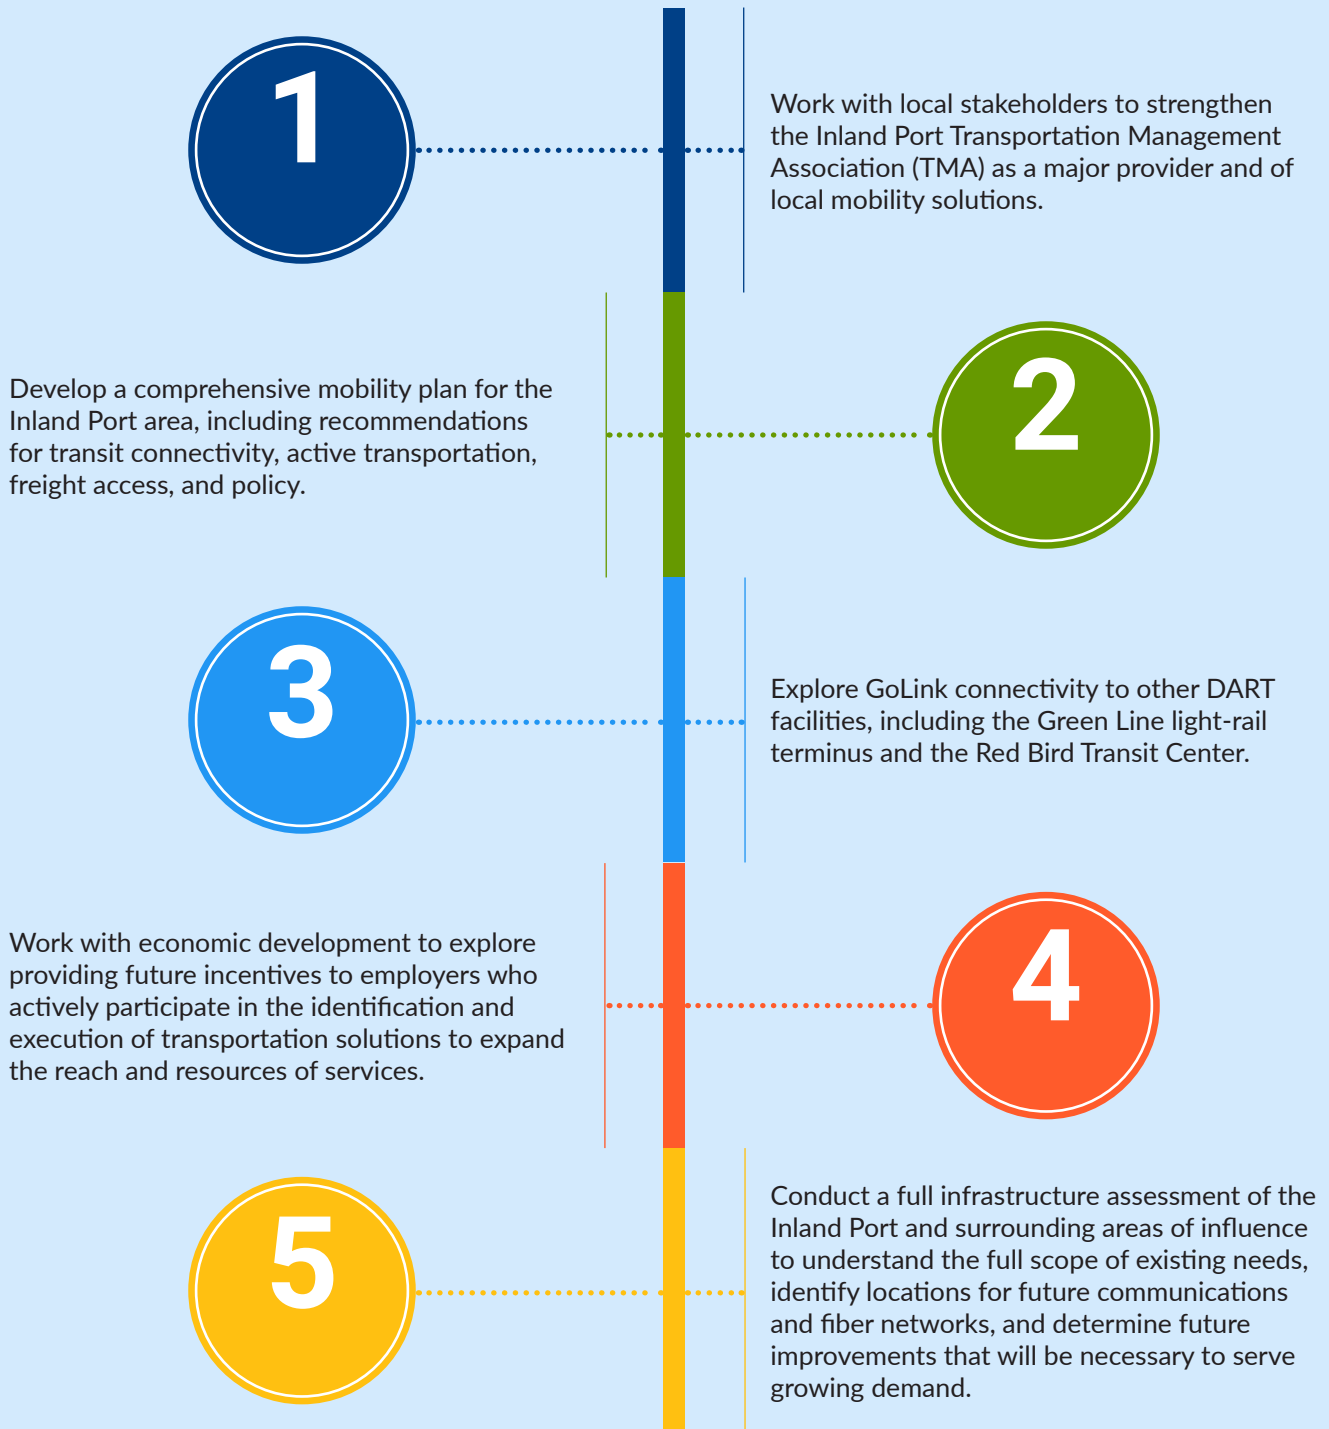 1
Work with local stakeholders to strengthen
the Inland Port Transportation Management
Association (TMA) as a major provider and of
local mobility solutions.
2
Develop a comprehensive mobility plan for the
Inland Port area, including recommendations
for transit connectivity, active transportation,
freight access, and policy.
3
Explore GoLink connectivity to other DART
facilities, including the Green Line light-rail
terminus and the Red Bird Transit Center.
4
Work with economic development to explore
providing future incentives to employers who
actively participate in the identification and
execution of transportation solutions to expand
the reach and resources of services.
5
Conduct a full infrastructure assessment of the
Inland Port and surrounding areas of influence
to understand the full scope of existing needs,
identify locations for future communications
and fiber networks, and determine future
improvements that will be necessary to serve
growing demand.